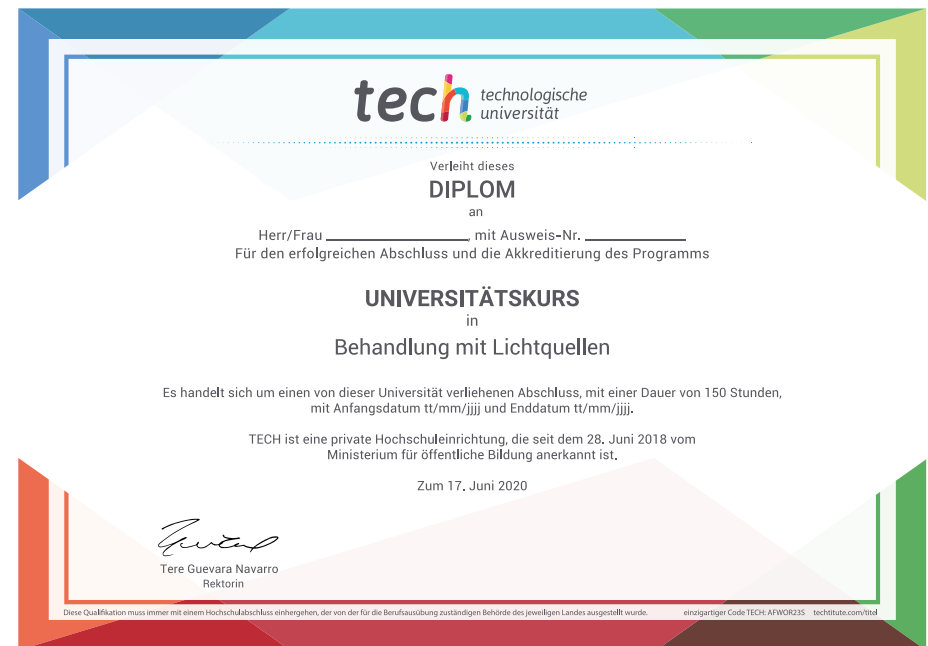 tech technologische
universität
Verleiht dieses
DIPLOM
an
Herr/Frau ____________________, mit Ausweis-Nr. ______________
Für den erfolgreichen Abschluss und die Akkreditierung des Programms
UNIVERSITÄTSKURS
in
Behandlung mit Lichtquellen
Es handelt sich um einen von dieser Universität verliehenen Abschluss, mit einer Dauer von 150 Stunden,
mit Anfangsdatum tt/mm/jjjj und Enddatum tt/mm/jjjj.
TECH ist eine private Hochschuleinrichtung, die seit dem 28. Juni 2018 vom
Ministerium für öffentliche Bildung anerkannt ist.
Zum 17. Juni 2020
Tere Guevara Navarro
Rektorin
Diese Qualifikation muss immer mit einem Hochschulabschluss einhergehen, der von der für die Berufsausübung zuständigen Behörde des jeweiligen Landes ausgestellt wurde. einzigartiger Code TECH: AFWOR23S techtitute.com/titel